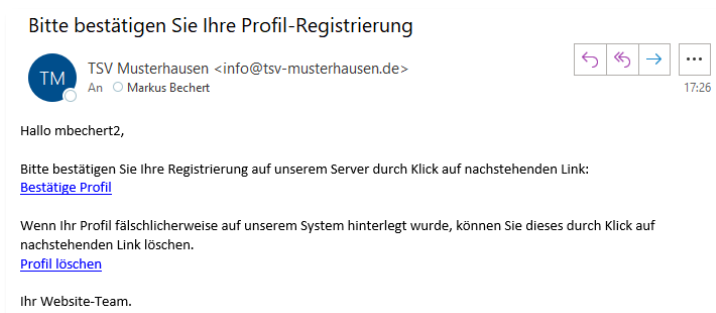 Bitte bestätigen Sie Ihre Profil-Registrierung
TM
TSV Musterhausen <info@tsv-musterhausen.de>
An Markus Bechert
17:26
Hallo mbechert2,
Bitte bestätigen Sie Ihre Registrierung auf unserem Server durch Klick auf nachstehenden Link:
Bestätige Profil
Wenn Ihr Profil fälschlicherweise auf unserem System hinterlegt wurde, können Sie dieses durch Klick auf
nachstehenden Link löschen.
Profil löschen
Ihr Website-Team.